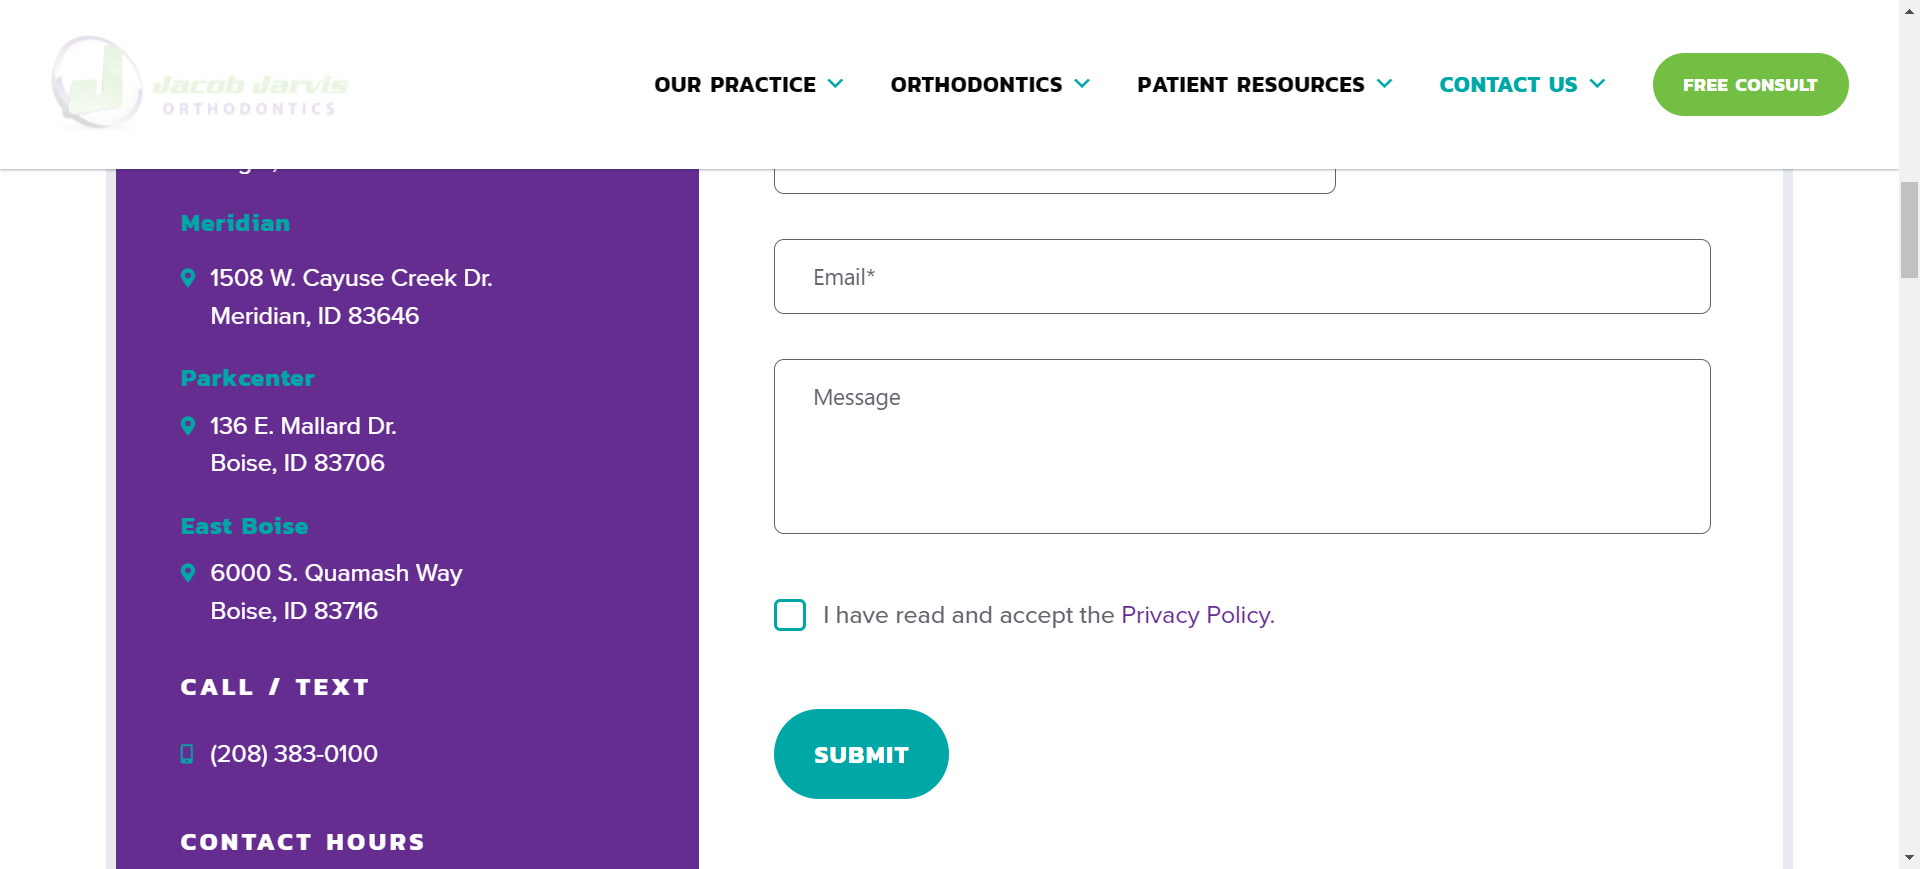 Jacob Jarvis
ORTHODONTICS
OUR PRACTICE
ORTHODONTICS
PATIENT RESOURCES
CONTACT US
FREE CONSULT
Meridian
1508 W. Cayuse Creek Dr.
Meridian, ID 83646
Parkcenter
136 E. Mallard Dr.
Boise, ID 83706
East Boise
6000 S. Quamash Way
Boise, ID 83716
CALL / TEXT
(208) 383-0100
CONTACT HOURS
Email*
Message
I have read and accept the Privacy Policy.
SUBMIT